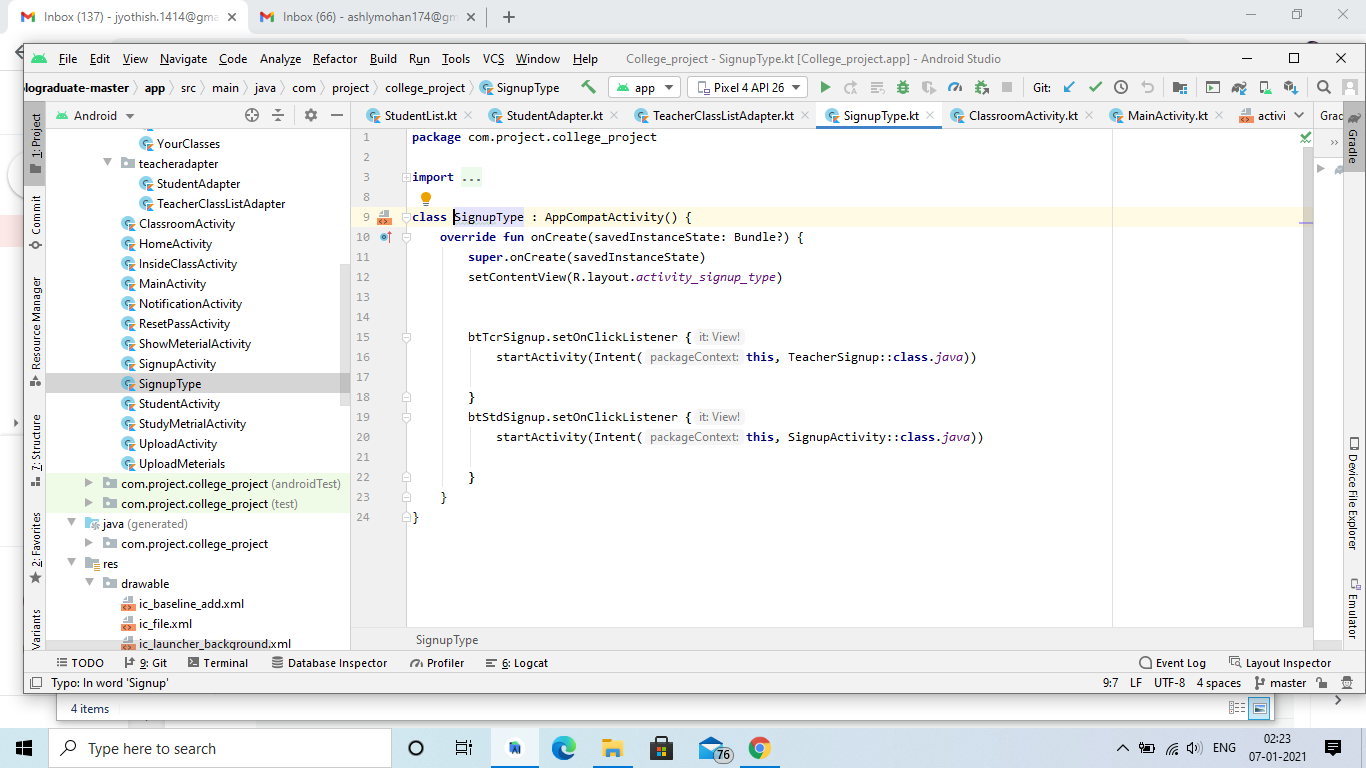 Inbox (137) - jyothish.1414@gma
Inbox (66) - ashlymohan174@gm
File Edit View Navigate Code Analyze Refactor Build Run Tools VCS Window Help College_project - SignupType.kt [College_project.app] - Android Studio
lograduate-master app src main java com project college_project SignupType app Pixel 4 API 26 Git:
Android StudentList.kt StudentAdapter.kt TeacherClassListAdapter.kt SignupType.kt ClassroomActivity.kt MainActivity.kt activi Grad
1: Project
Commit
Resource Manager
7: Structure
2: Favorites
Variants
YourClasses
teacheradapter
StudentAdapter
TeacherClassListAdapter
ClassroomActivity
HomeActivity
InsideClassActivity
MainActivity
NotificationActivity
ResetPassActivity
ShowMeterialActivity
SignupActivity
SignupType
StudentActivity
StudyMetrialActivity
UploadActivity
UploadMeterials
com.project.college_project (androidTest)
com.project.college_project (test)
java (generated)
com.project.college_project
res
drawable
ic_baseline_add.xml
ic_file.xml
ic_launcher_background.xml
1 package com.project.college_project
2
3 import ...
8
9 class SignupType : AppCompatActivity() {
10 override fun onCreate(savedInstanceState: Bundle?) {
11 super.onCreate(savedInstanceState)
12 setContentView(R.layout.activity_signup_type)
13
14
15 btTcrSignup.setOnClickListener { it: View!
16 startActivity(Intent( packageContext: this, TeacherSignup::class.java))
17
18 }
19 btStdSignup.setOnClickListener { it: View!
20 startActivity(Intent( packageContext: this, SignupActivity::class.java))
21
22 }
23 }
24 }
SignupType
Gradle
Device File Explorer
Emulator
TODO 9: Git Terminal Database Inspector Profiler 6: Logcat Event Log Layout Inspector
Typo: In word 'Signup' 9:7 LF UTF-8 4 spaces master
4 items
Type here to search
76
ENG
02:23
07-01-2021